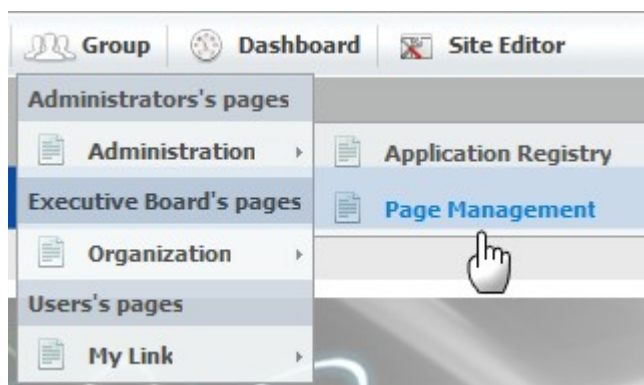 Group Dashboard Site Editor
Administrators's pages
Administration Application Registry
Executive Board's pages Page Management
Organization
Users's pages
My Link